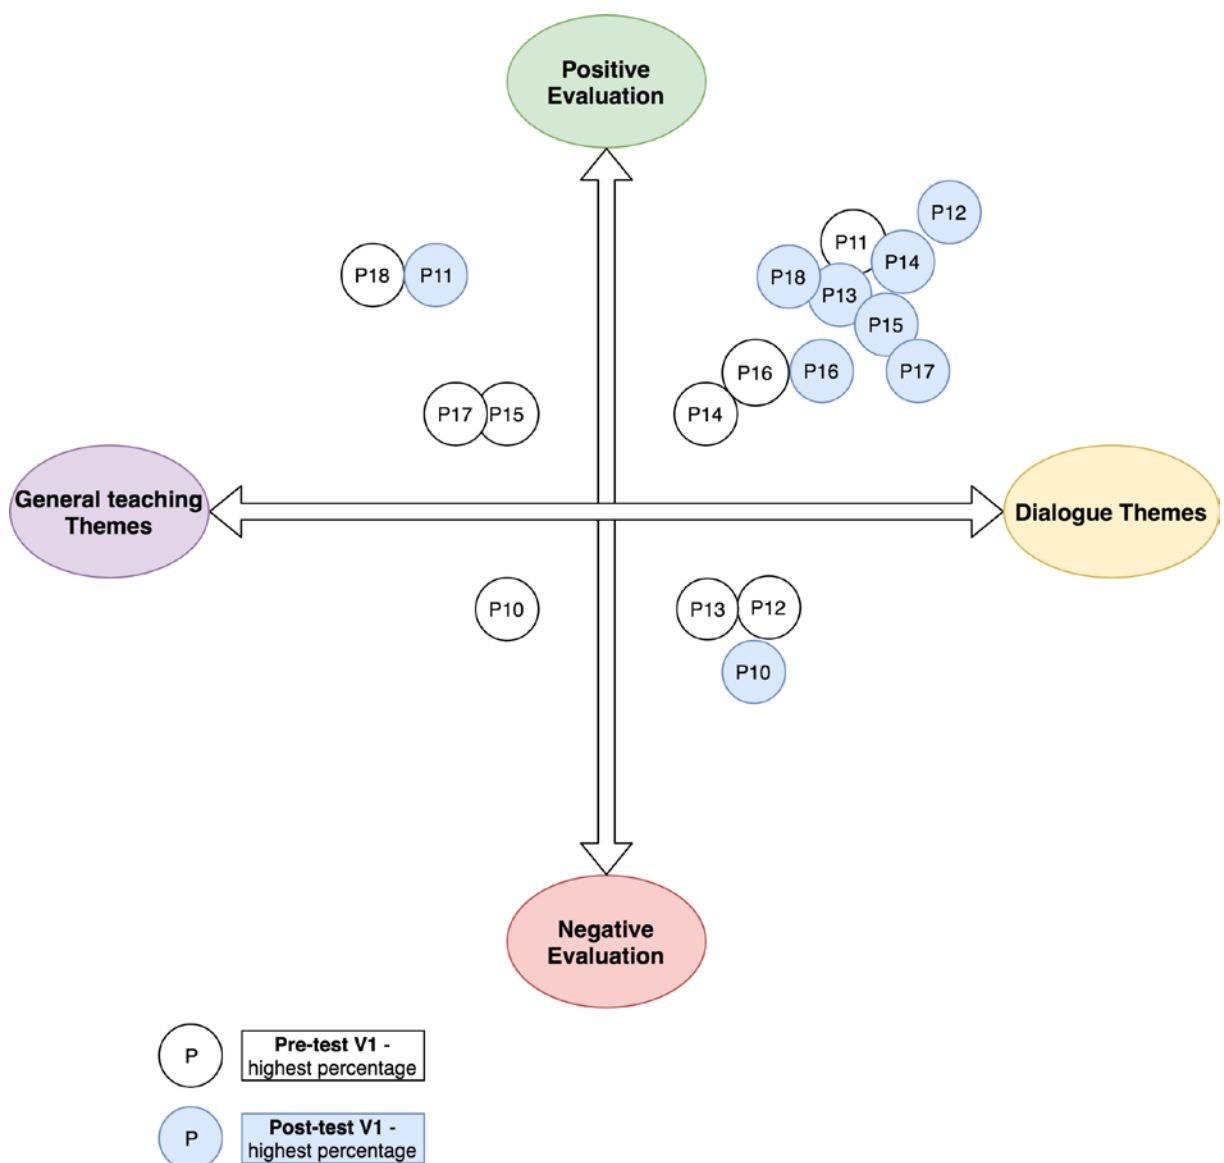 Positive
Evaluation
P12
P11
P14
P18
P11
P18
P13
P15
P16
P16
P17
P17
P15
P14
General teaching
Themes
Dialogue Themes
P10
P13
P12
P10
Negative
Evaluation
P
Pre-test V1 -
highest percentage
P
Post-test V1 -
highest percentage